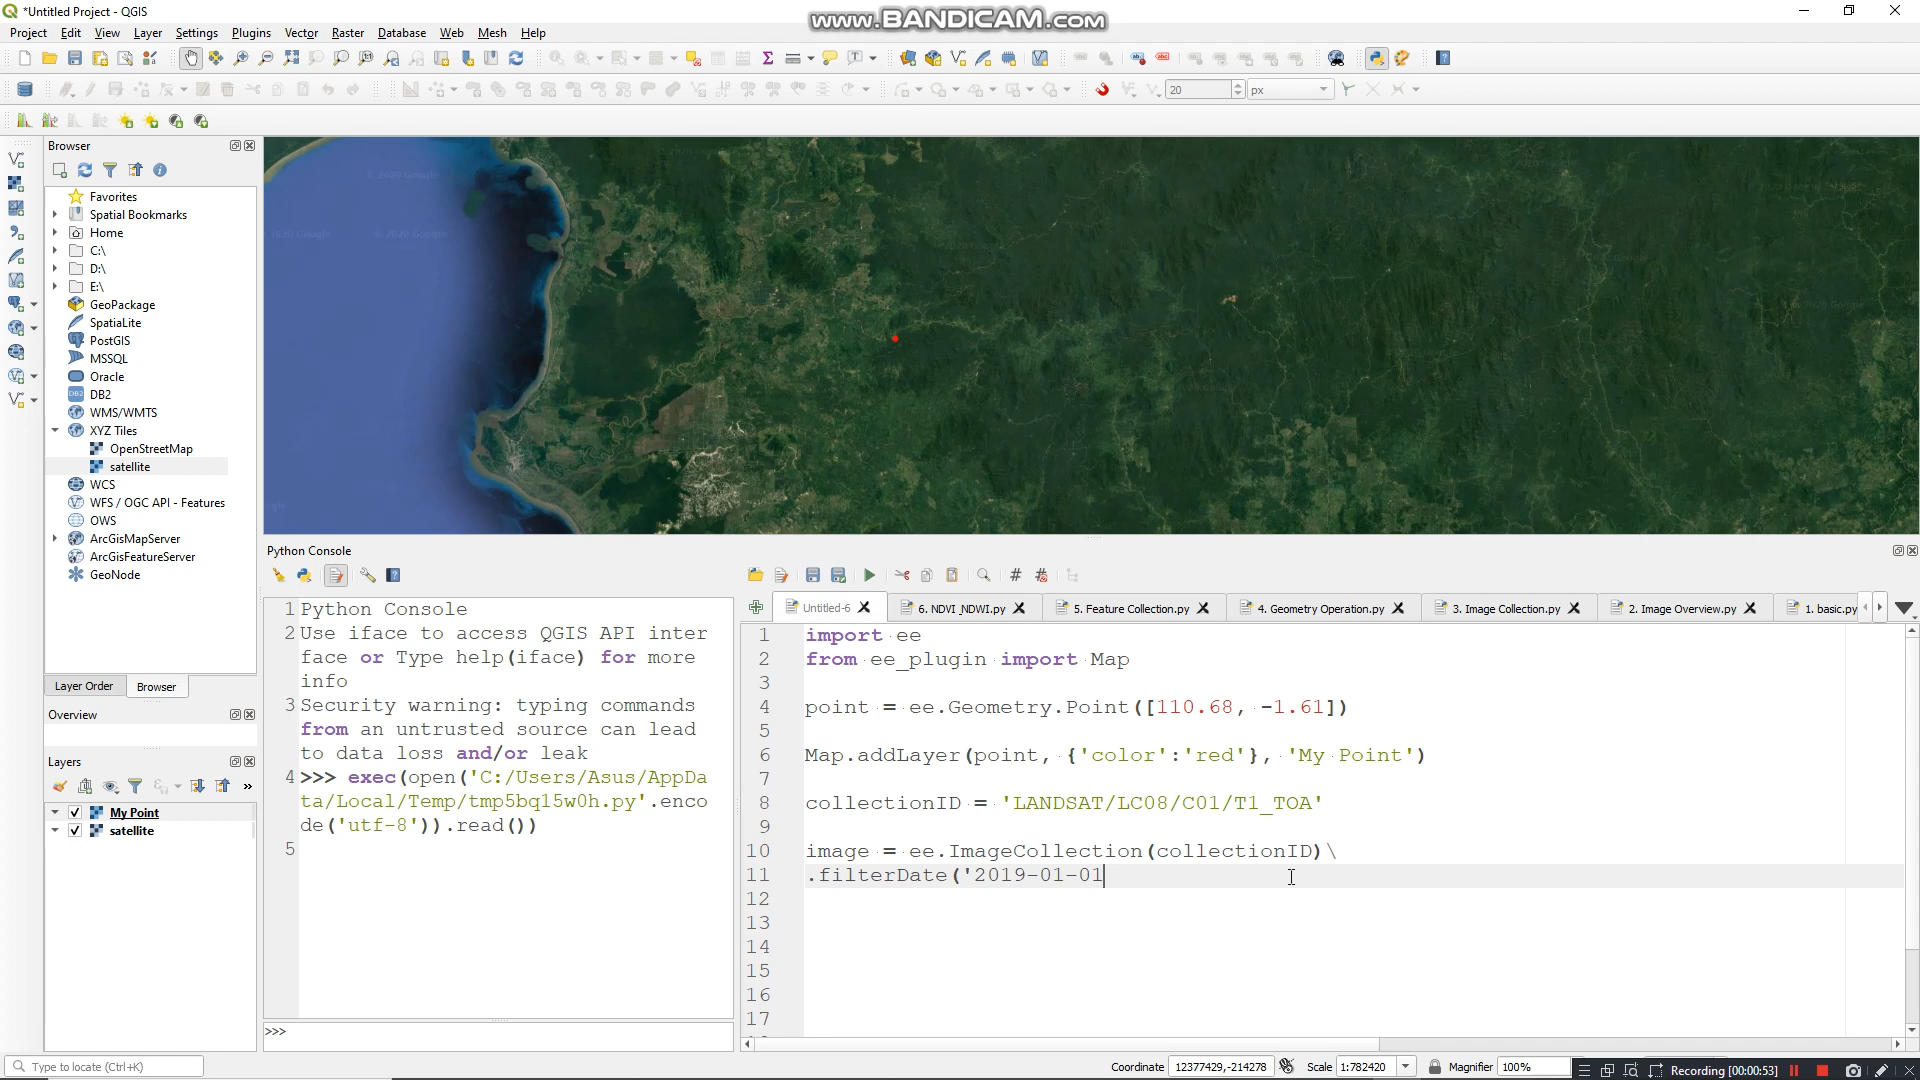 *Untitled Project - QGIS
www.BANDICAM.com
Project Edit View Layer Settings Plugins Vector Raster Database Web Mesh Help
20 px
Browser
Favorites
Spatial Bookmarks
Home
C:\
D:\
E:\
GeoPackage
SpatiaLite
PostGIS
MSSQL
Oracle
DB2
WMS/WMTS
XYZ Tiles
OpenStreetMap
satellite
WCS
WFS / OGC API - Features
OWS
ArcGisMapServer
ArcGisFeatureServer
GeoNode
Layer Order Browser
Overview
Layers
My Point
satellite
Python Console
1 Python Console
2 Use iface to access QGIS API inter
face or Type help(iface) for more
info
3 Security warning: typing commands
from an untrusted source can lead
to data loss and/or leak
4 >>> exec(open('C:/Users/Asus/AppDa
ta/Local/Temp/tmp5bq15w0h.py'.enco
de('utf-8')).read())
5
>>>
Untitled-6 6. NDVI_NDWI.py 5. Feature Collection.py 4. Geometry Operation.py 3. Image Collection.py 2. Image Overview.py 1. basic.py
1 import ee
2 from ee_plugin import Map
3
4 point = ee.Geometry.Point([110.68, -1.61])
5
6 Map.addLayer(point, {'color':'red'}, 'My Point')
7
8 collectionID = 'LANDSAT/LC08/C01/T1_TOA'
9
10 image = ee.ImageCollection(collectionID)\
11 .filterDate('2019-01-01
12
13
14
15
16
17
Type to locate (Ctrl+K)
Coordinate 12377429,-214278 Scale 1:782420 Magnifier 100% Recording [00:00:53]